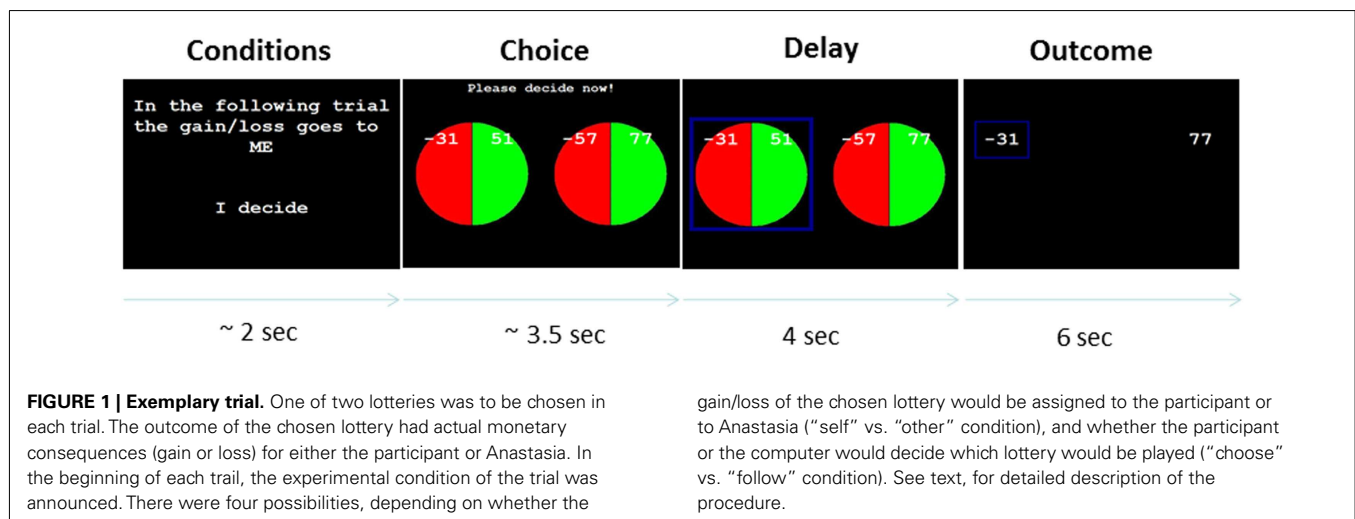 Conditions Choice Delay Outcome
In the following trial
the gain/loss goes to
ME
I decide
Please decide now!
-31 51 -57 77
-31 51 -57 77
-31 77
~ 2 sec ~ 3.5 sec 4 sec 6 sec
FIGURE 1 | Exemplary trial. One of two lotteries was to be chosen in
each trial. The outcome of the chosen lottery had actual monetary
consequences (gain or loss) for either the participant or Anastasia. In
the beginning of each trail, the experimental condition of the trial was
announced. There were four possibilities, depending on whether the
gain/loss of the chosen lottery would be assigned to the participant or
to Anastasia (“self” vs. “other” condition), and whether the participant
or the computer would decide which lottery would be played (“choose”
vs. “follow” condition). See text, for detailed description of the
procedure.